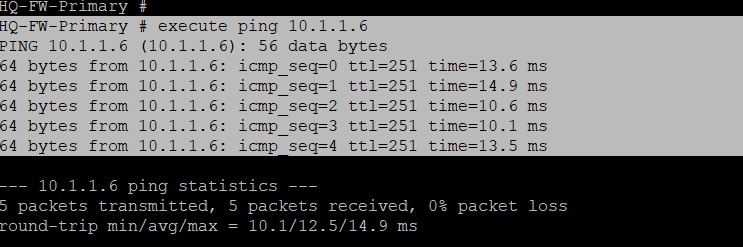 HQ-FW-Primary #
HQ-FW-Primary # execute ping 10.1.1.6
PING 10.1.1.6 (10.1.1.6): 56 data bytes
64 bytes from 10.1.1.6: icmp_seq=0 ttl=251 time=13.6 ms
64 bytes from 10.1.1.6: icmp_seq=1 ttl=251 time=14.9 ms
64 bytes from 10.1.1.6: icmp_seq=2 ttl=251 time=10.6 ms
64 bytes from 10.1.1.6: icmp_seq=3 ttl=251 time=10.1 ms
64 bytes from 10.1.1.6: icmp_seq=4 ttl=251 time=13.5 ms
--- 10.1.1.6 ping statistics ---
5 packets transmitted, 5 packets received, 0% packet loss
round-trip min/avg/max = 10.1/12.5/14.9 ms